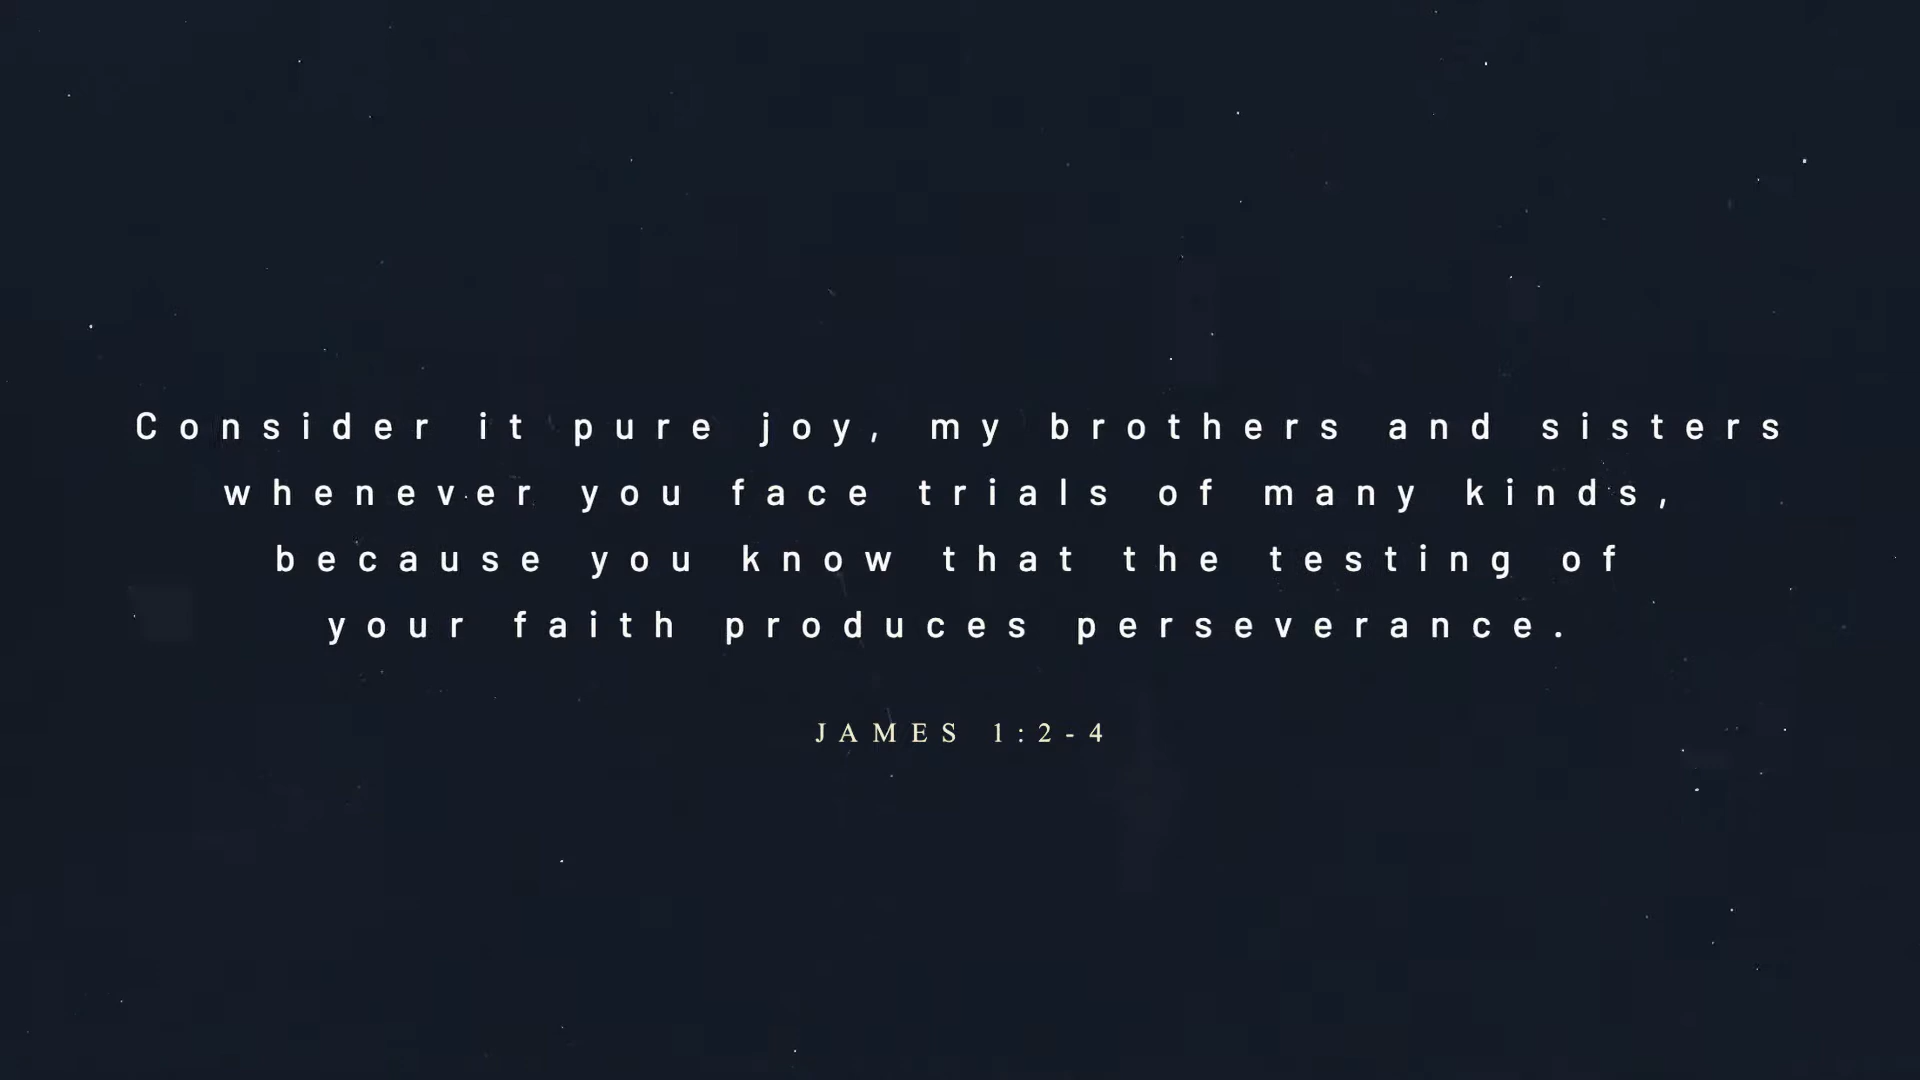 Consider it pure joy, my brothers and sisters
whenever you face trials of many kinds,
because you know that the testing of
your faith produces perseverance.
JAMES 1:2-4